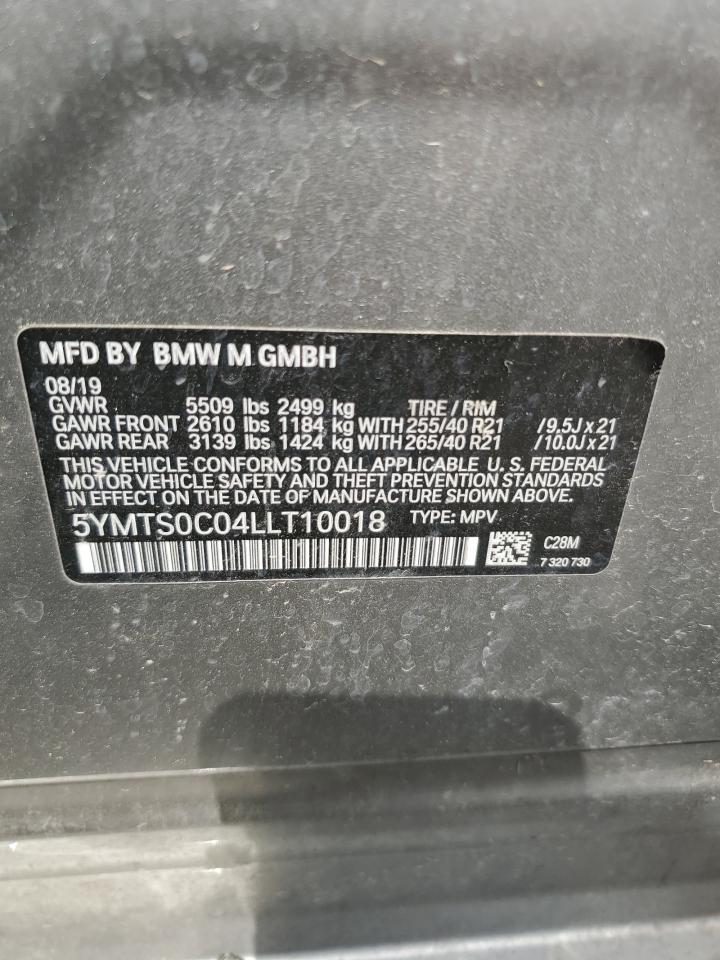 MFD BY BMW M GMBH
08/19
GVWR 5509 lbs 2499 kg TIRE / RIM
GAWR FRONT 2610 lbs 1184 kg WITH 255/40 R21 /9.5J x 21
GAWR REAR 3139 lbs 1424 kg WITH 265/40 R21 /10.0J x 21
THIS VEHICLE CONFORMS TO ALL APPLICABLE U. S. FEDERAL
MOTOR VEHICLE SAFETY AND THEFT PREVENTION STANDARDS
IN EFFECT ON THE DATE OF MANUFACTURE SHOWN ABOVE.
5YMTS0C04LLT10018 TYPE: MPV
C28M
7 320 730